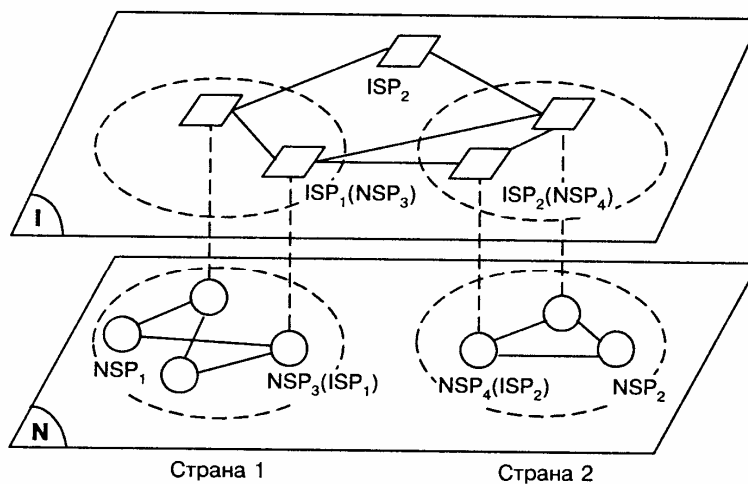 ISP₂
ISP₁(NSP₃) ISP₂(NSP₄)
I
NSP₁ NSP₃(ISP₁) NSP₄(ISP₂) NSP₂
N
Страна 1 Страна 2